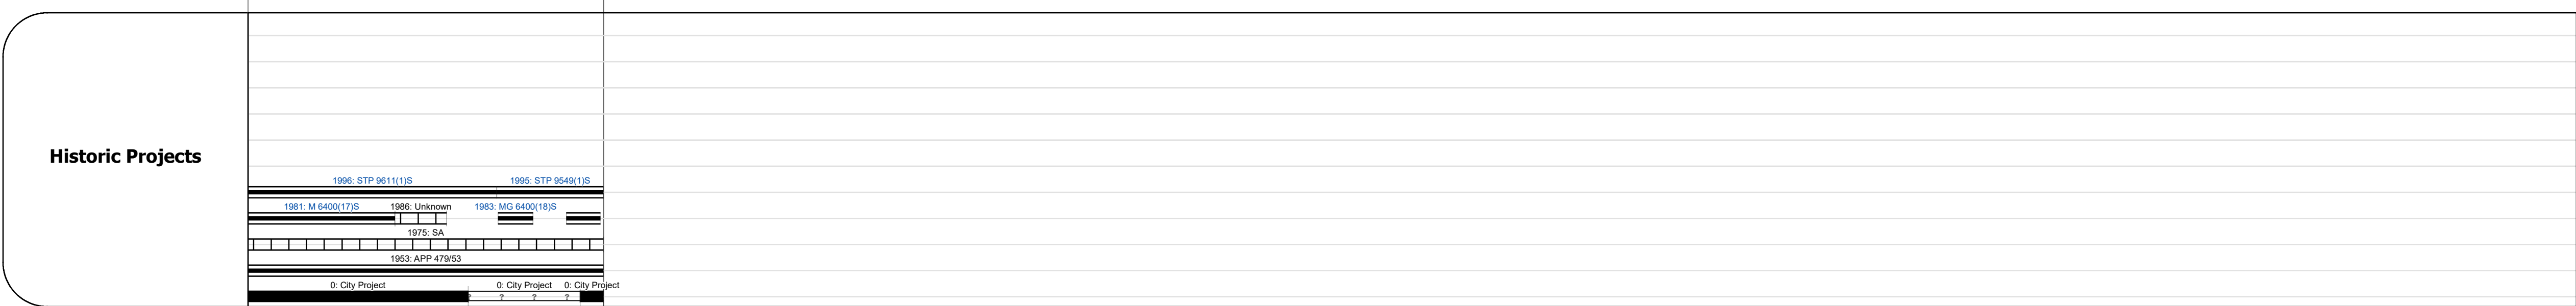 Historic Projects
1996: STP 9611(1)S 1995: STP 9549(1)S
1981: M 6400(17)S 1986: Unknown 1983: MG 6400(18)S
1975: SA
1953: APP 479/53
0: City Project 0: City Project 0: City Project
? ? ? ?